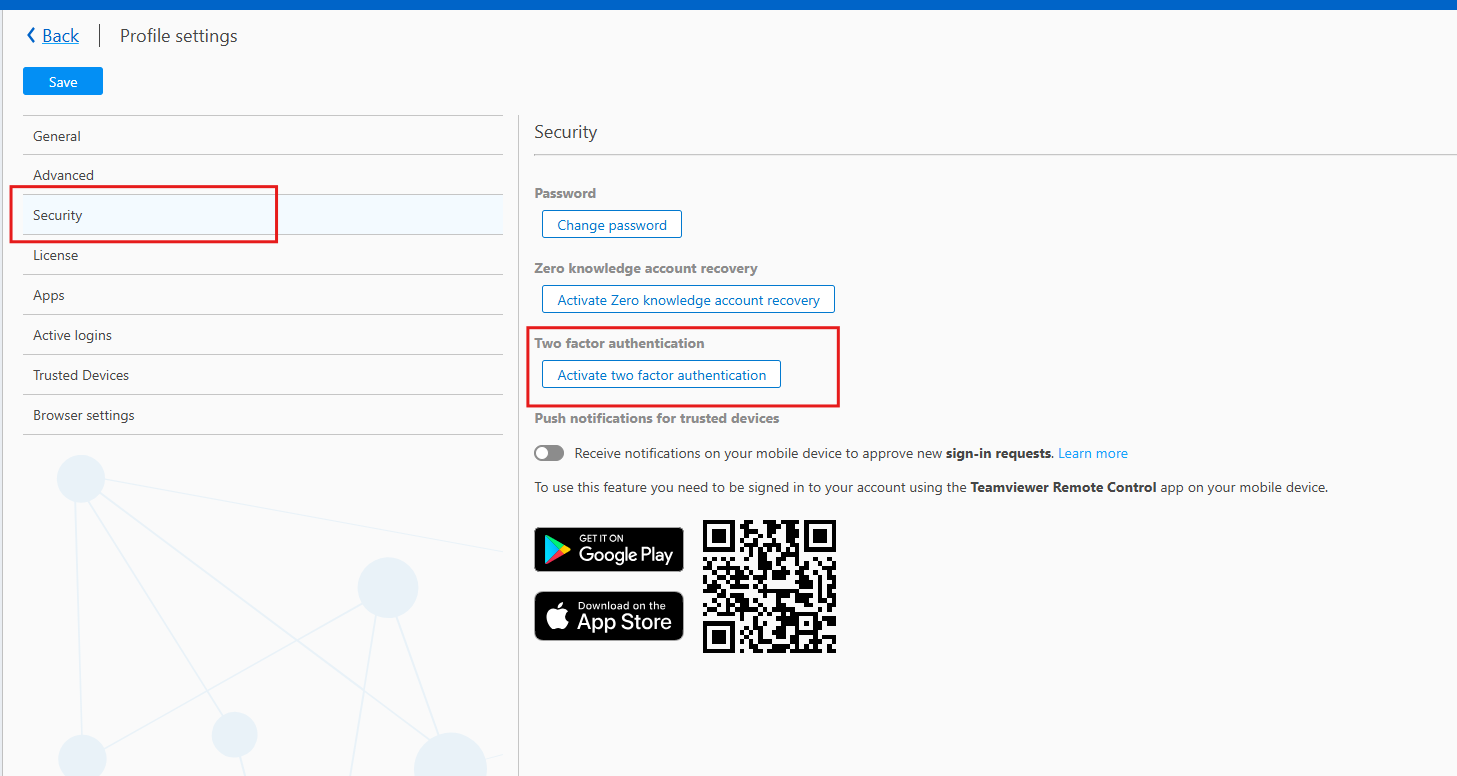 Back
Profile settings
Save
General
Advanced
Security
License
Apps
Active logins
Trusted Devices
Browser settings
Security
Password
Change password
Zero knowledge account recovery
Activate Zero knowledge account recovery
Two factor authentication
Activate two factor authentication
Push notifications for trusted devices
Receive notifications on your mobile device to approve new sign-in requests. Learn more
To use this feature you need to be signed in to your account using the Teamviewer Remote Control app on your mobile device.
GET IT ON
Google Play
Download on the
App Store